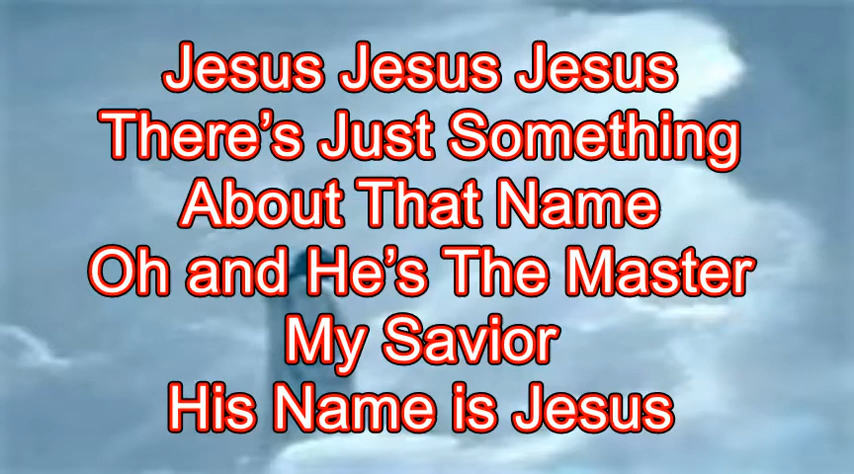 Jesus Jesus Jesus
There’s Just Something
About That Name
Oh and He’s The Master
My Savior
His Name is Jesus